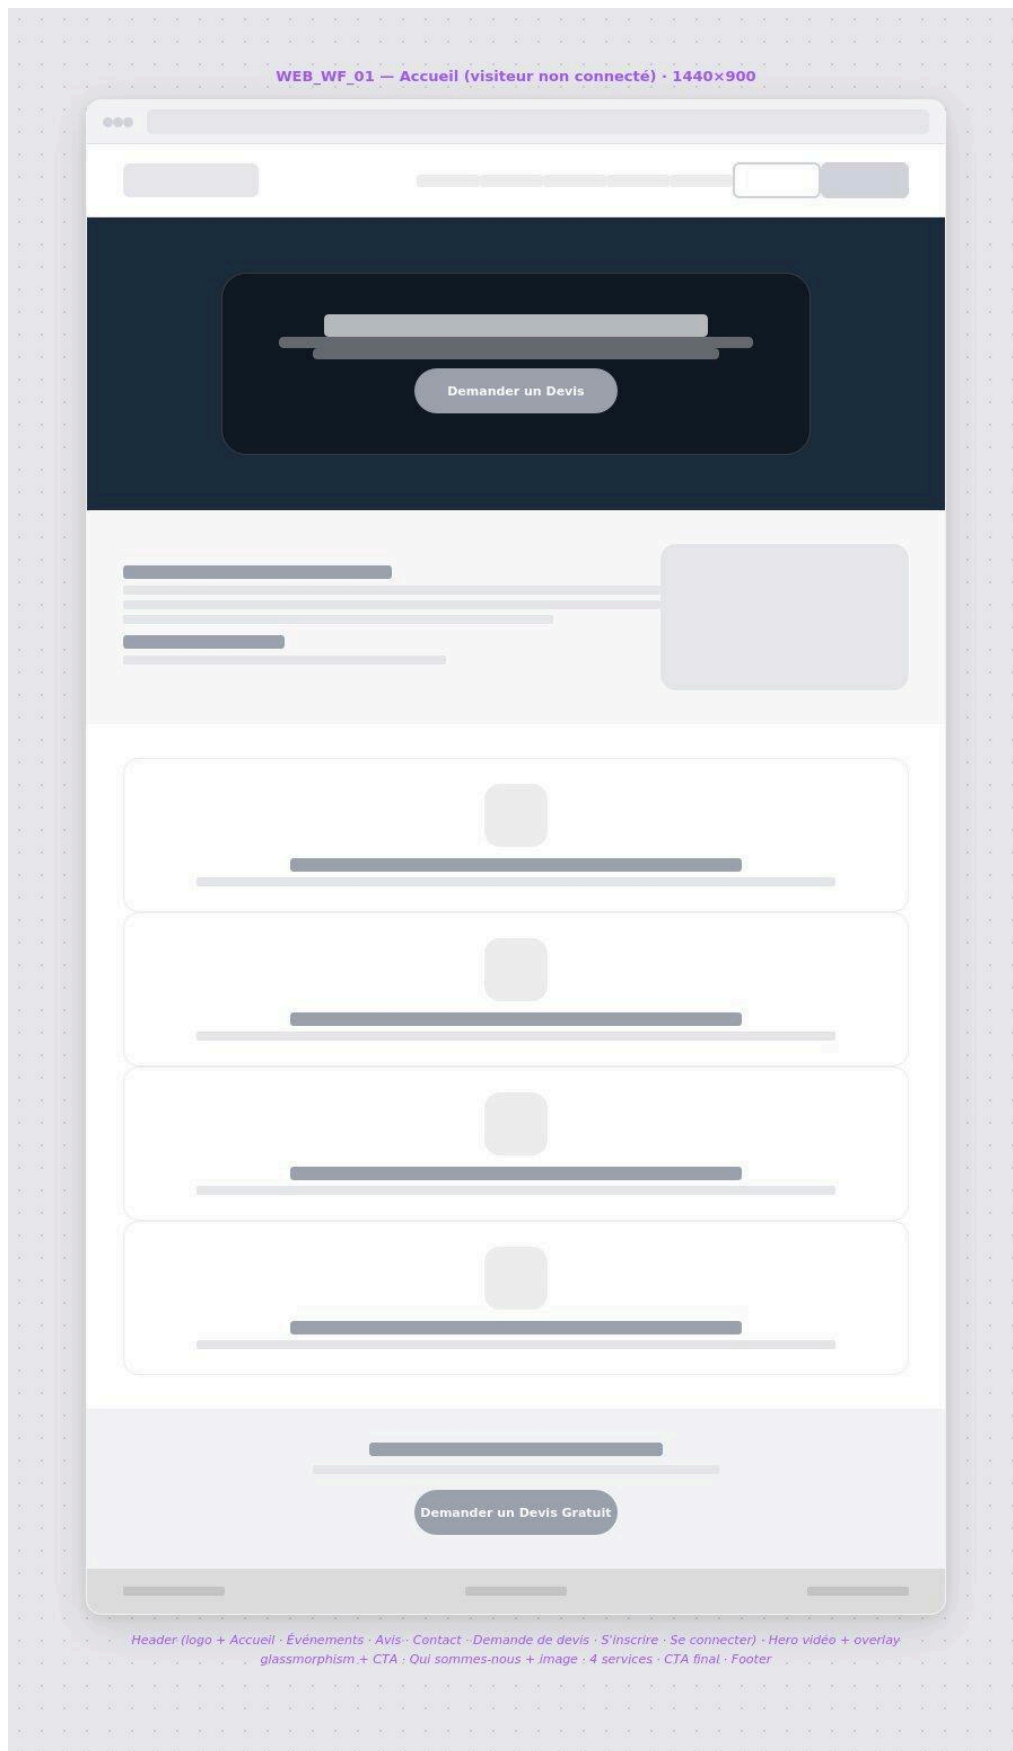 WEB_WF_01 — Accueil (visiteur non connecté) · 1440×900
Demander un Devis
Demander un Devis Gratuit
Header (logo + Accueil · Événements · Avis · Contact · Demande de devis · S'inscrire · Se connecter) · Hero vidéo + overlay
glassmorphism + CTA · Qui sommes-nous + image · 4 services · CTA final · Footer